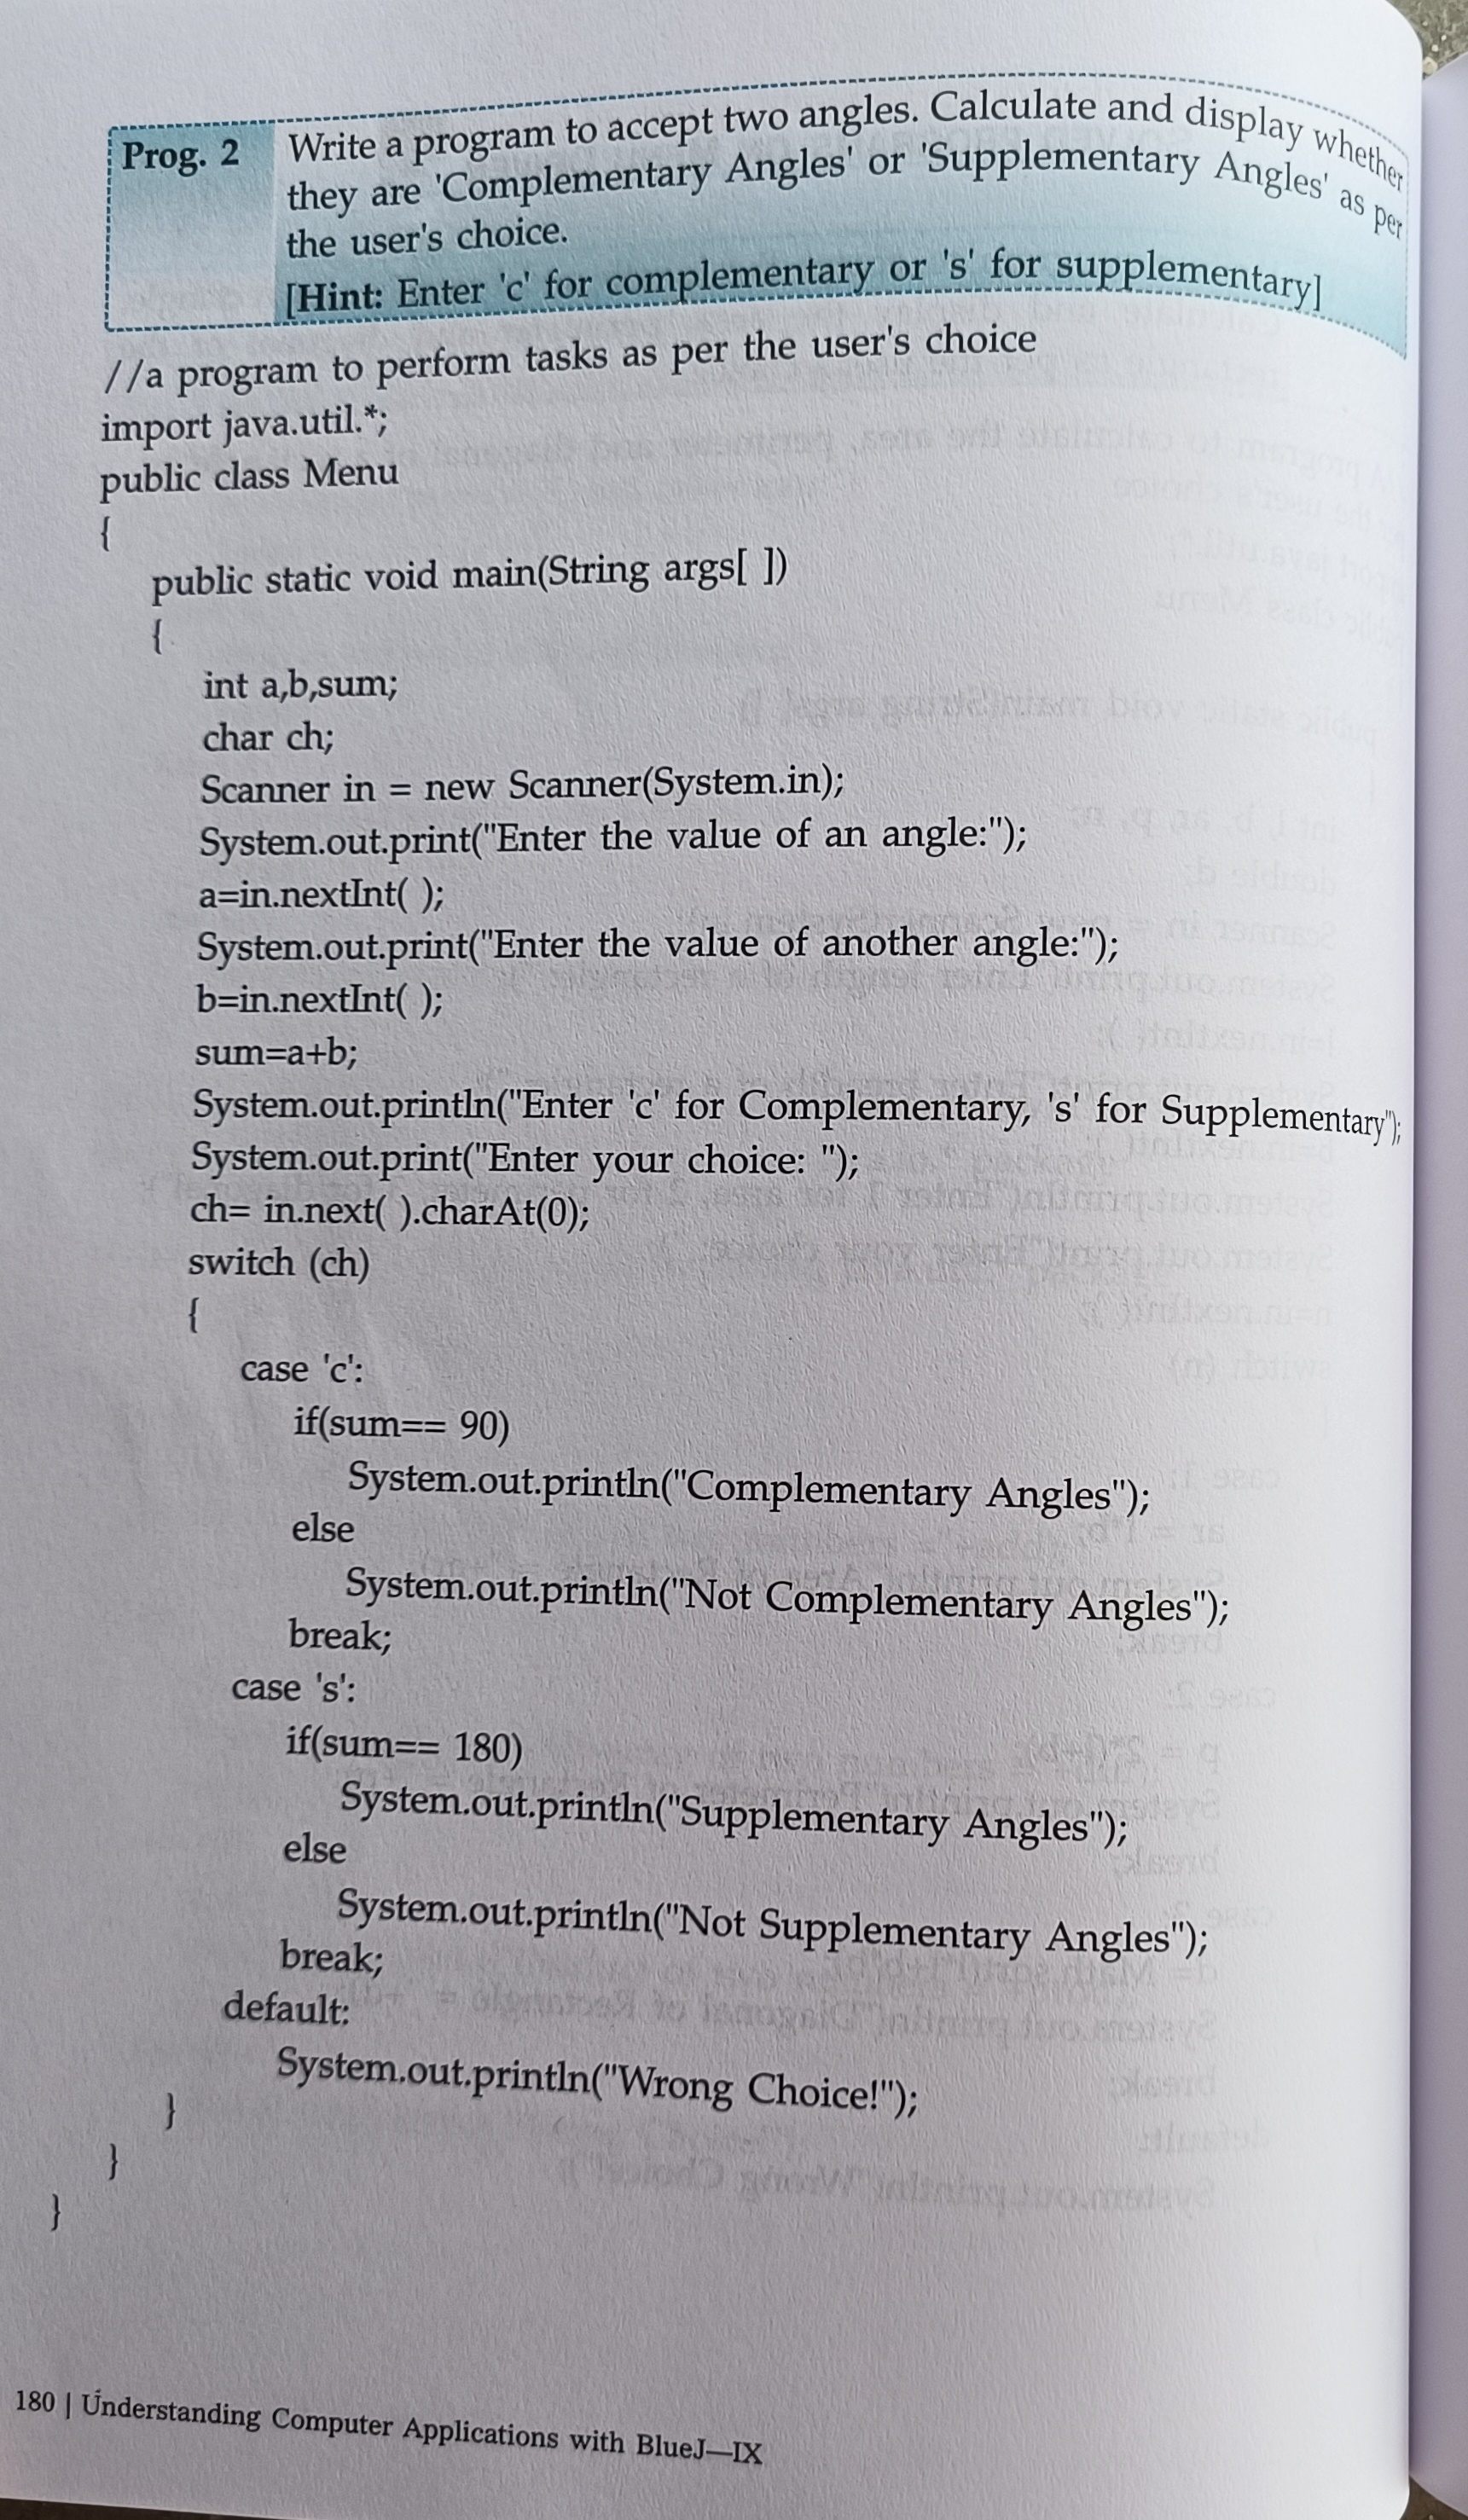 Prog. 2 Write a program to accept two angles. Calculate and display whether
they are 'Complementary Angles' or 'Supplementary Angles' as per
the user's choice.
[Hint: Enter 'c' for complementary or 's' for supplementary]
//a program to perform tasks as per the user's choice
import java.util.*;
public class Menu
{
public static void main(String args[ ])
{
int a,b,sum;
char ch;
Scanner in = new Scanner(System.in);
System.out.print("Enter the value of an angle:");
a=in.nextInt( );
System.out.print("Enter the value of another angle:");
b=in.nextInt( );
sum=a+b;
System.out.println("Enter 'c' for Complementary, 's' for Supplementary");
System.out.print("Enter your choice: ");
ch= in.next( ).charAt(0);
switch (ch)
{
case 'c':
if(sum== 90)
System.out.println("Complementary Angles");
else
System.out.println("Not Complementary Angles");
break;
case 's':
if(sum== 180)
System.out.println("Supplementary Angles");
else
System.out.println("Not Supplementary Angles");
break;
default:
System.out.println("Wrong Choice!");
}
}
}
180 | Understanding Computer Applications with BlueJ—IX